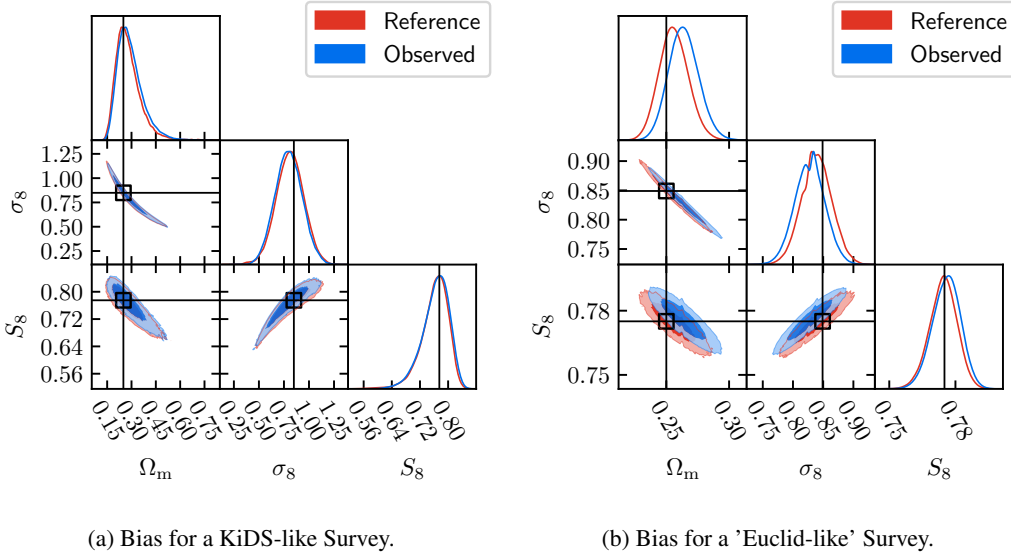 Reference
Observed
1.25
1.00
0.75
0.50
0.25
σ8
0.80
0.72
0.64
0.56
S8
0.15
0.30
0.45
0.60
0.75
0.25
0.50
0.75
1.00
1.25
0.56
0.64
0.72
0.80
Ωm
σ8
S8
(a) Bias for a KiDS-like Survey.
Reference
Observed
0.90
0.85
0.80
0.75
σ8
0.78
0.75
S8
0.25
0.30
0.75
0.80
0.85
0.90
0.75
0.78
Ωm
σ8
S8
(b) Bias for a 'Euclid-like' Survey.